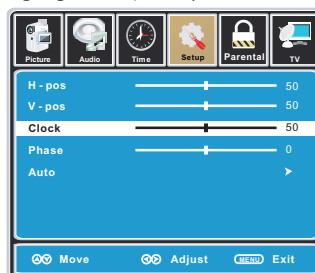 Picture Audio Time Setup Parental TV
H - pos 50
V - pos 50
Clock 50
Phase 0
Auto
Move Adjust MENU Exit